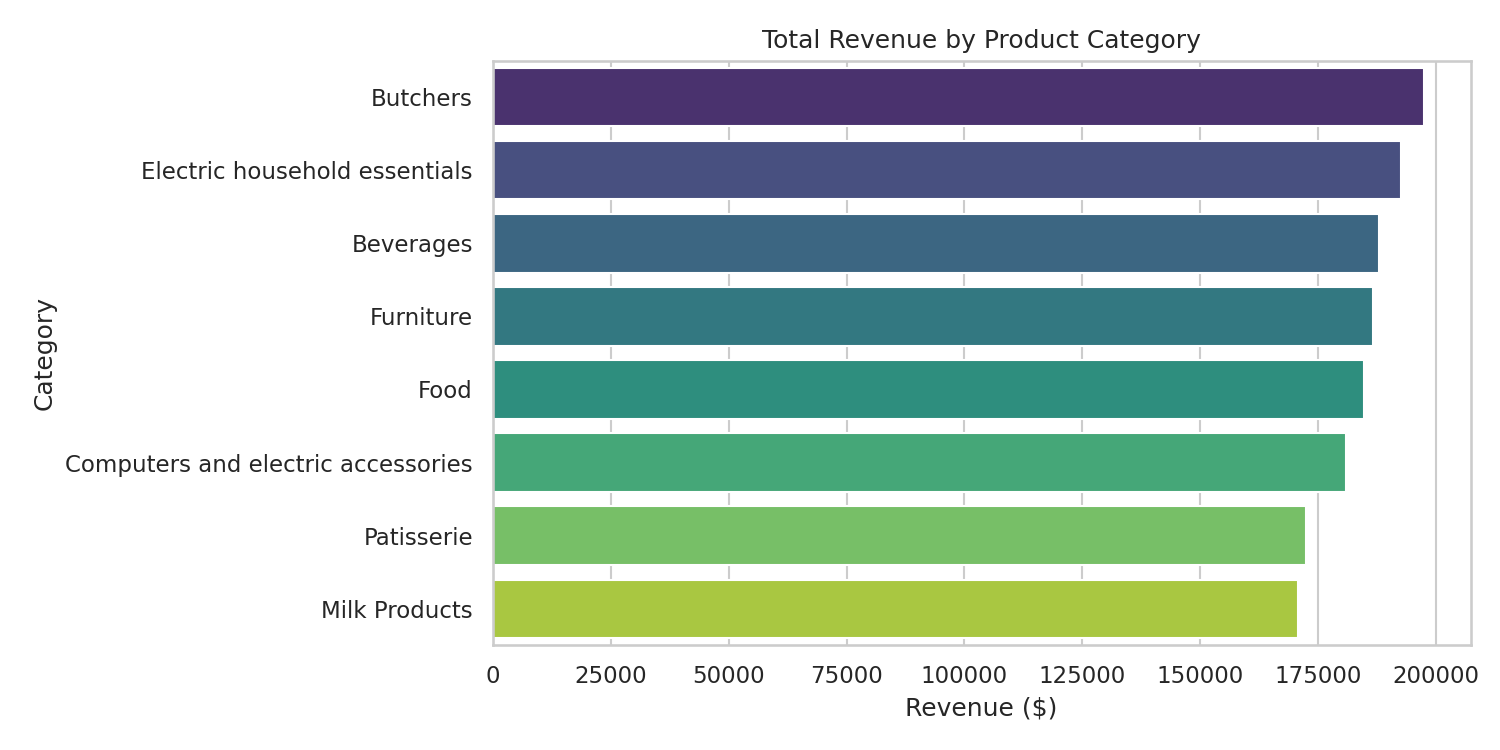 Total Revenue by Product Category
Butchers
Electric household essentials
Beverages
Furniture
Food
Computers and electric accessories
Patisserie
Milk Products
Category
0 25000 50000 75000 100000 125000 150000 175000 200000
Revenue ($)